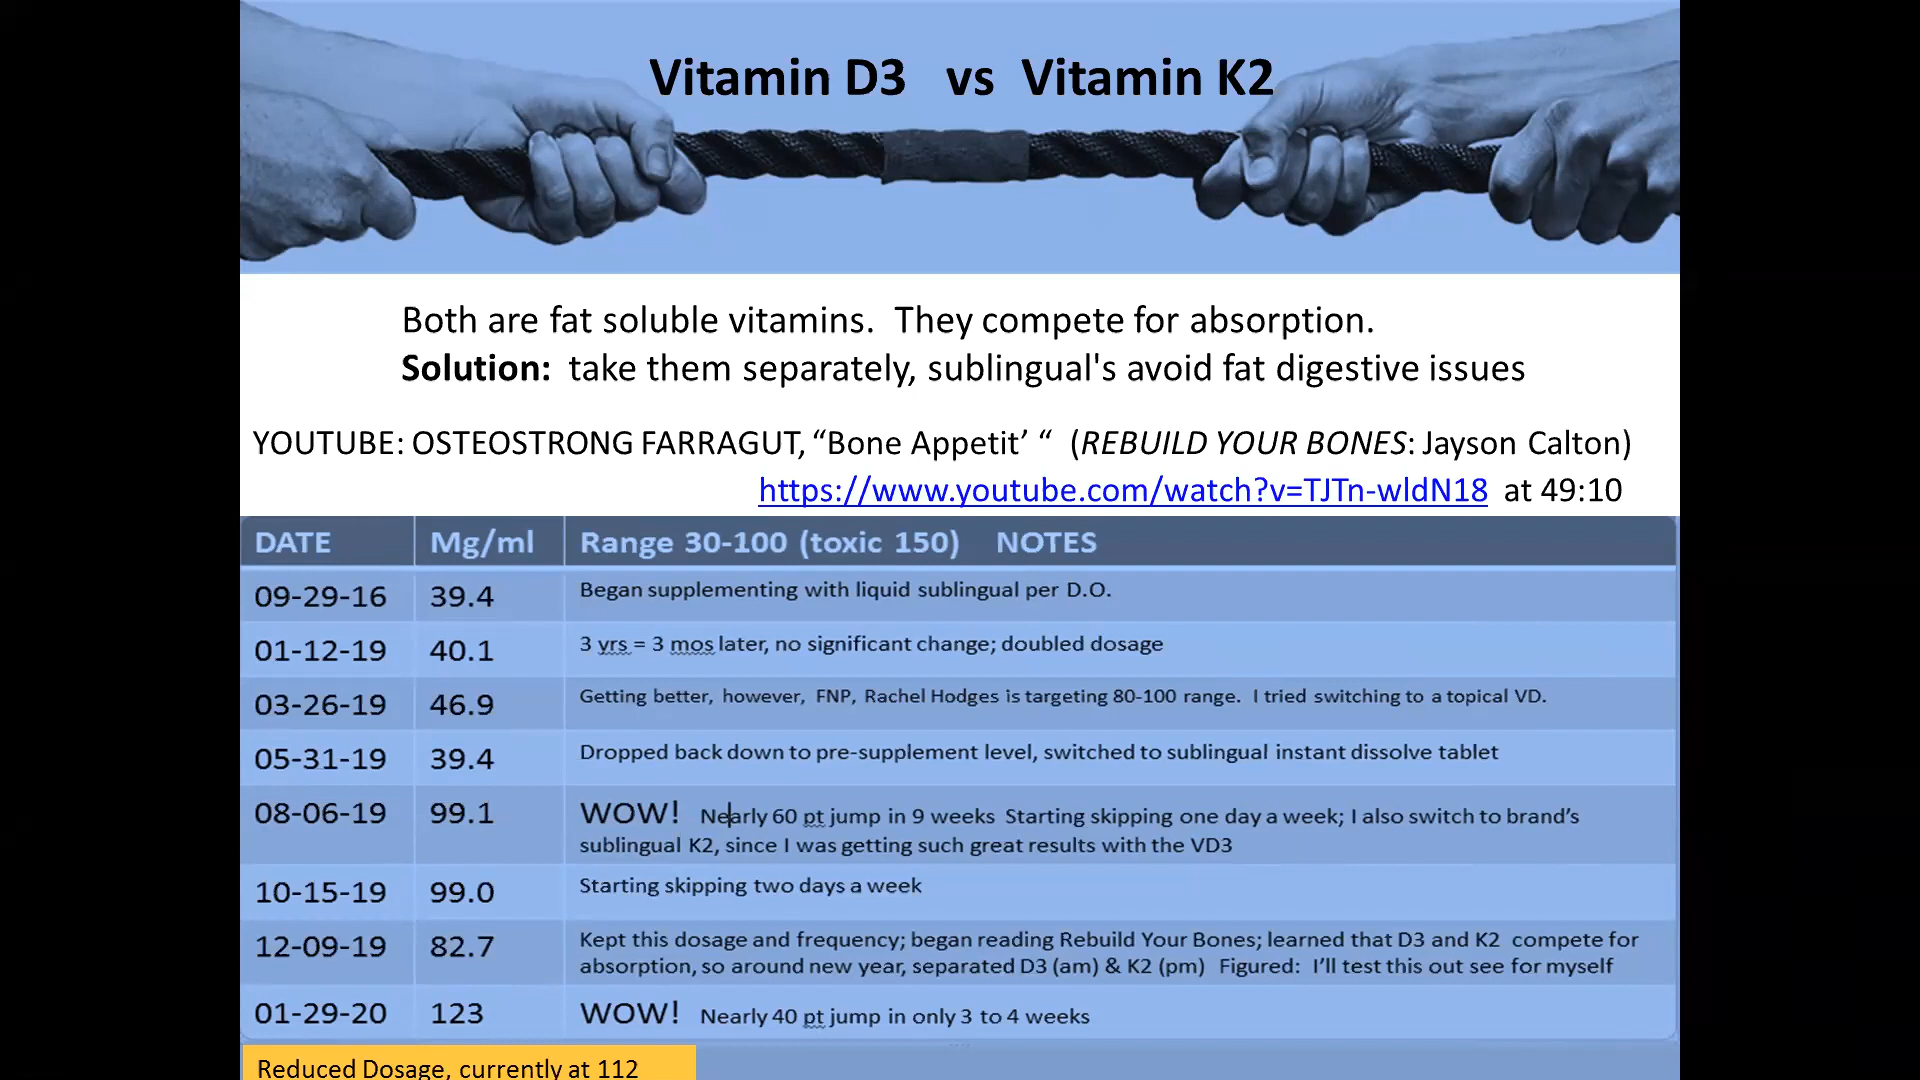 Vitamin D3 vs Vitamin K2
Both are fat soluble vitamins. They compete for absorption.
Solution: take them separately, sublingual's avoid fat digestive issues
YOUTUBE: OSTEOSTRONG FARRAGUT, “Bone Appetit’ “ (REBUILD YOUR BONES: Jayson Calton)
https://www.youtube.com/watch?v=TJTn-wldN18 at 49:10
DATE Mg/ml Range 30-100 (toxic 150) NOTES
09-29-16 39.4 Began supplementing with liquid sublingual per D.O.
01-12-19 40.1 3 yrs = 3 mos later, no significant change; doubled dosage
03-26-19 46.9 Getting better, however, FNP, Rachel Hodges is targeting 80-100 range. I tried switching to a topical VD.
05-31-19 39.4 Dropped back down to pre-supplement level, switched to sublingual instant dissolve tablet
08-06-19 99.1 WOW! Nearly 60 pt jump in 9 weeks Starting skipping one day a week; I also switch to brand’s
sublingual K2, since I was getting such great results with the VD3
10-15-19 99.0 Starting skipping two days a week
12-09-19 82.7 Kept this dosage and frequency; began reading Rebuild Your Bones; learned that D3 and K2 compete for
absorption, so around new year, separated D3 (am) & K2 (pm) Figured: I’ll test this out see for myself
01-29-20 123 WOW! Nearly 40 pt jump in only 3 to 4 weeks
Reduced Dosage, currently at 112